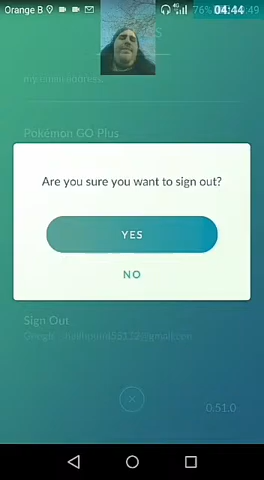 Orange B
76%
04:44
:49
Pokémon GO Plus
Are you sure you want to sign out?
YES
NO
Sign Out
0.51.0